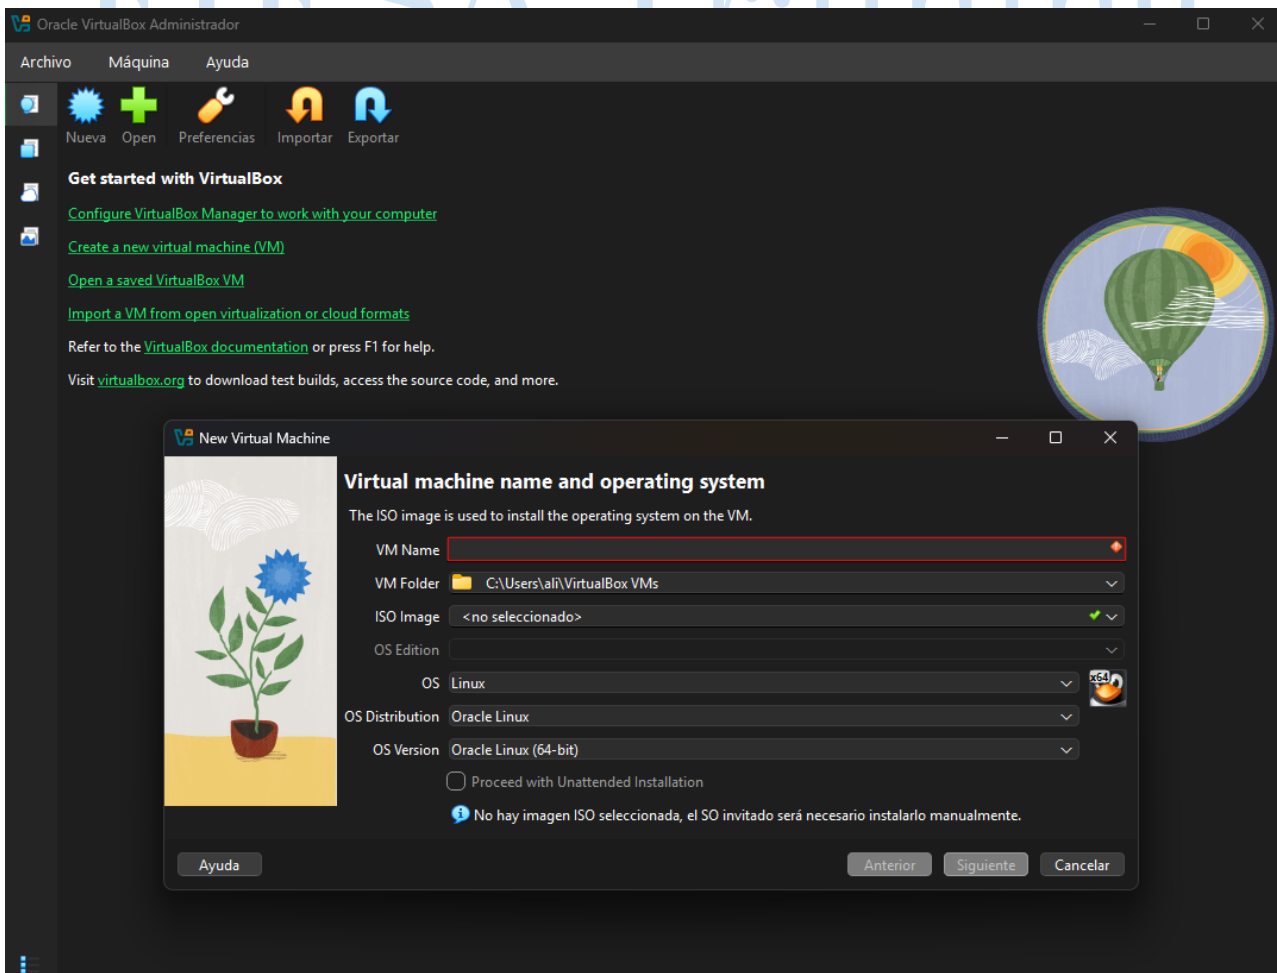 Oracle VirtualBox Administrador
Archivo Máquina Ayuda
Nueva Open Preferencias Importar Exportar
Get started with VirtualBox
Configure VirtualBox Manager to work with your computer
Create a new virtual machine (VM)
Open a saved VirtualBox VM
Import a VM from open virtualization or cloud formats
Refer to the VirtualBox documentation or press F1 for help.
Visit virtualbox.org to download test builds, access the source code, and more.
New Virtual Machine
Virtual machine name and operating system
The ISO image is used to install the operating system on the VM.
VM Name
VM Folder C:\Users\ali\VirtualBox VMs
ISO Image <no seleccionado>
OS Edition
OS Linux x64
OS Distribution Oracle Linux
OS Version Oracle Linux (64-bit)
Proceed with Unattended Installation
No hay imagen ISO seleccionada, el SO invitado será necesario instalarlo manualmente.
Ayuda Anterior Siguiente Cancelar